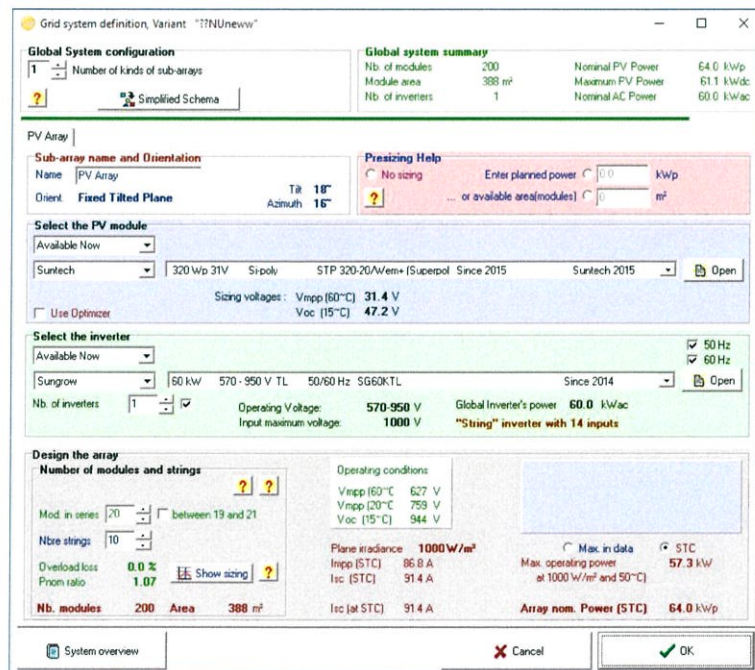 Grid system definition, Variant "??NUneww"
Global System configuration
1 Number of kinds of sub-arrays
? Simplified Schema
Global system summary
Nb. of modules 200 Nominal PV Power 64.0 kWp
Module area 388 m² Maximum PV Power 61.1 kWdc
Nb. of inverters 1 Nominal AC Power 60.0 kWac
PV Array
Sub-array name and Orientation
Name PV Array
Orient. Fixed Tilted Plane Tilt 18~
Azimuth 16~
Presizing Help
No sizing Enter planned power 0.0 kWp
? ... or available area(modules) 0 m²
Select the PV module
Available Now
Suntech 320 Wp 31V Si-poly STP 320-20/Wem+ (Superpol Since 2015 Suntech 2015 Open
Sizing voltages : Vmpp (60~C) 31.4 V
Use Optimizer Voc (15~C) 47.2 V
Select the inverter
Available Now 50 Hz
60 Hz
Sungrow 60 kW 570 - 950 V TL 50/60 Hz SG60KTL Since 2014 Open
Nb. of inverters 1 Operating Voltage: 570-950 V Global Inverter's power 60.0 kWac
Input maximum voltage: 1000 V "String" inverter with 14 inputs
Design the array
Number of modules and strings
? ?
Mod. in series 20 between 19 and 21
Nbre strings 10
Overload loss 0.0 %
Pnom ratio 1.07 Show sizing ?
Nb. modules 200 Area 388 m²
Operating conditions
Vmpp (60~C 627 V
Vmpp (20~C 759 V
Voc (15~C) 944 V
Plane irradiance 1000 W/m²
Impp (STC) 86.8 A
Isc (STC) 91.4 A
Isc (at STC) 91.4 A
Max. in data STC
Max. operating power 57.3 kW
at 1000 W/m² and 50~C)
Array nom. Power (STC) 64.0 kWp
System overview Cancel OK